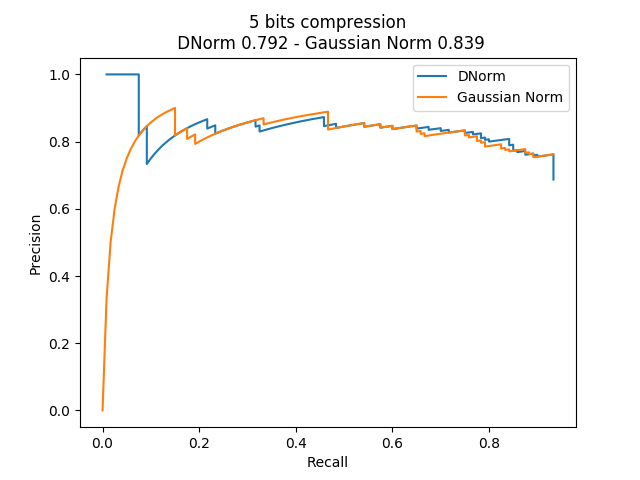 5 bits compression
DNorm 0.792 - Gaussian Norm 0.839
DNorm
Gaussian Norm
1.0
0.8
0.6
0.4
0.2
0.0
Precision
0.0
0.2
0.4
0.6
0.8
Recall